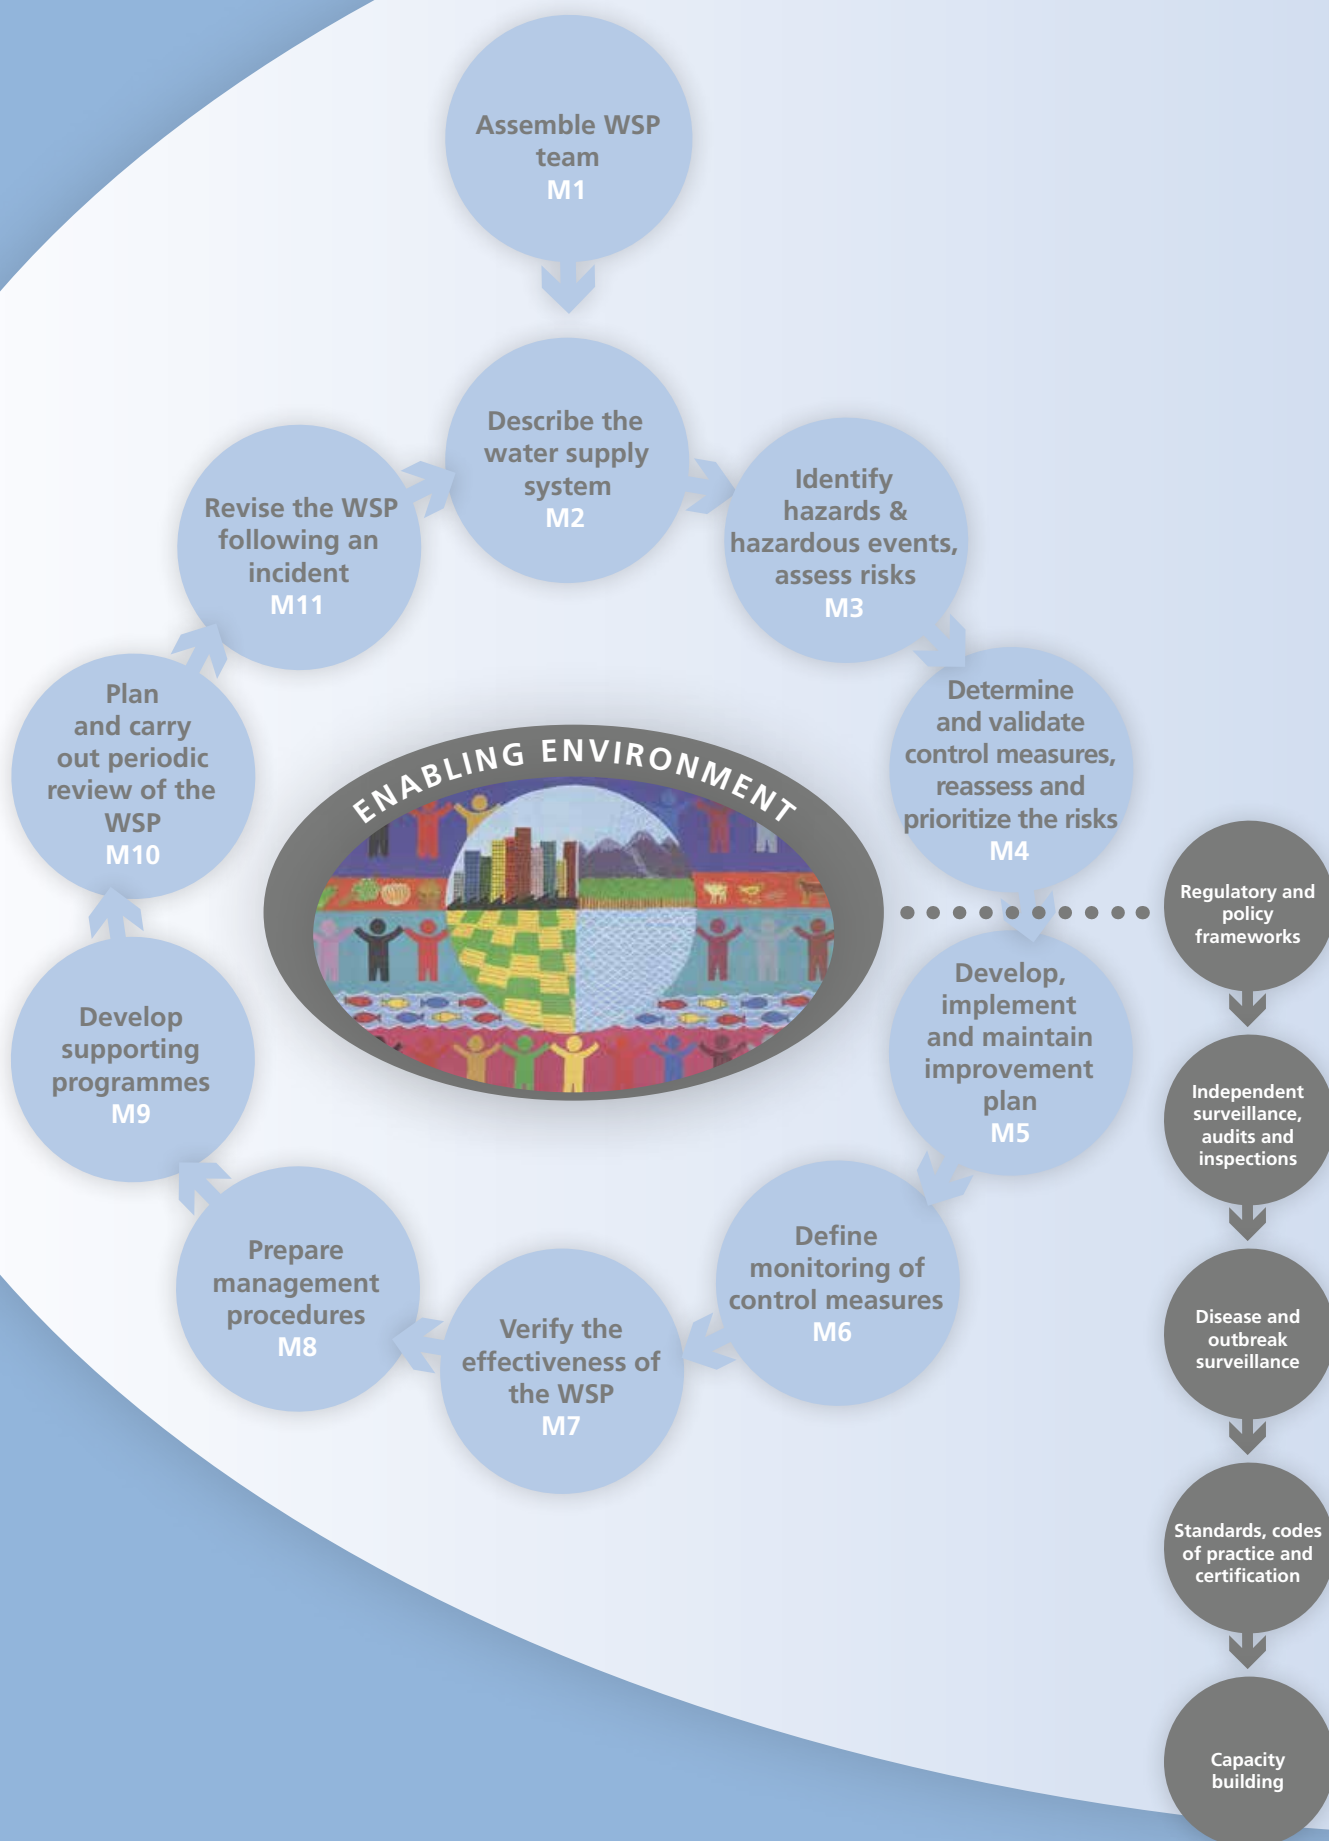 Assemble WSP
team
M1
Describe the
water supply
system
M2
Identify
hazards &
hazardous events,
assess risks
M3
Determine
and validate
control measures,
reassess and
prioritize the risks
M4
Develop,
implement
and maintain
improvement
plan
M5
Define
monitoring of
control measures
M6
Verify the
effectiveness of
the WSP
M7
Prepare
management
procedures
M8
Develop
supporting
programmes
M9
Plan
and carry
out periodic
review of the
WSP
M10
Revise the WSP
following an
incident
M11
ENABLING ENVIRONMENT
Regulatory and
policy
frameworks
Independent
surveillance,
audits and
inspections
Disease and
outbreak
surveillance
Standards, codes
of practice and
certification
Capacity
building